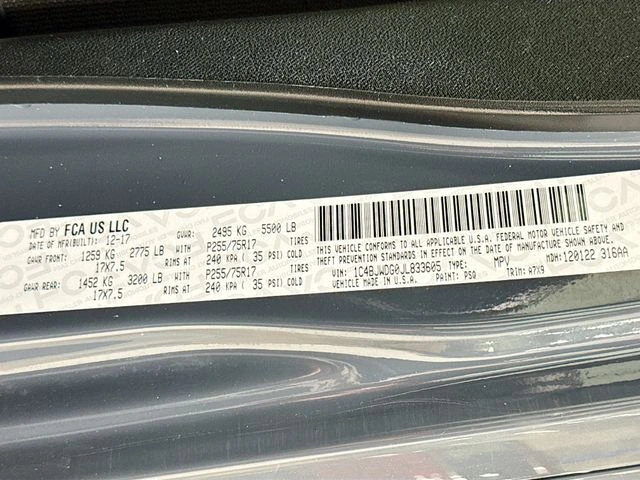 MFD BY FCA US LLC
DATE OF MFR(BUILT): 12-17 GVWR: 2495 KG 5500 LB
GAWR FRONT: 1259 KG 2775 LB WITH P255/75R17 TIRES
17X7.5 RIMS AT 240 KPA ( 35 PSI) COLD
GAWR REAR: 1452 KG 3200 LB WITH P255/75R17 TIRES
17X7.5 RIMS AT 240 KPA ( 35 PSI) COLD
THIS VEHICLE CONFORMS TO ALL APPLICABLE U.S.A. FEDERAL MOTOR VEHICLE SAFETY AND
THEFT PREVENTION STANDARDS IN EFFECT ON THE DATE OF MANUFACTURE SHOWN ABOVE.
VIN: 1C4BJWDG0JL833605 TYPE: MPV MDH: 120122 316AA
VEHICLE MADE IN U.S.A. PAINT: PSQ TRIM: A7X9